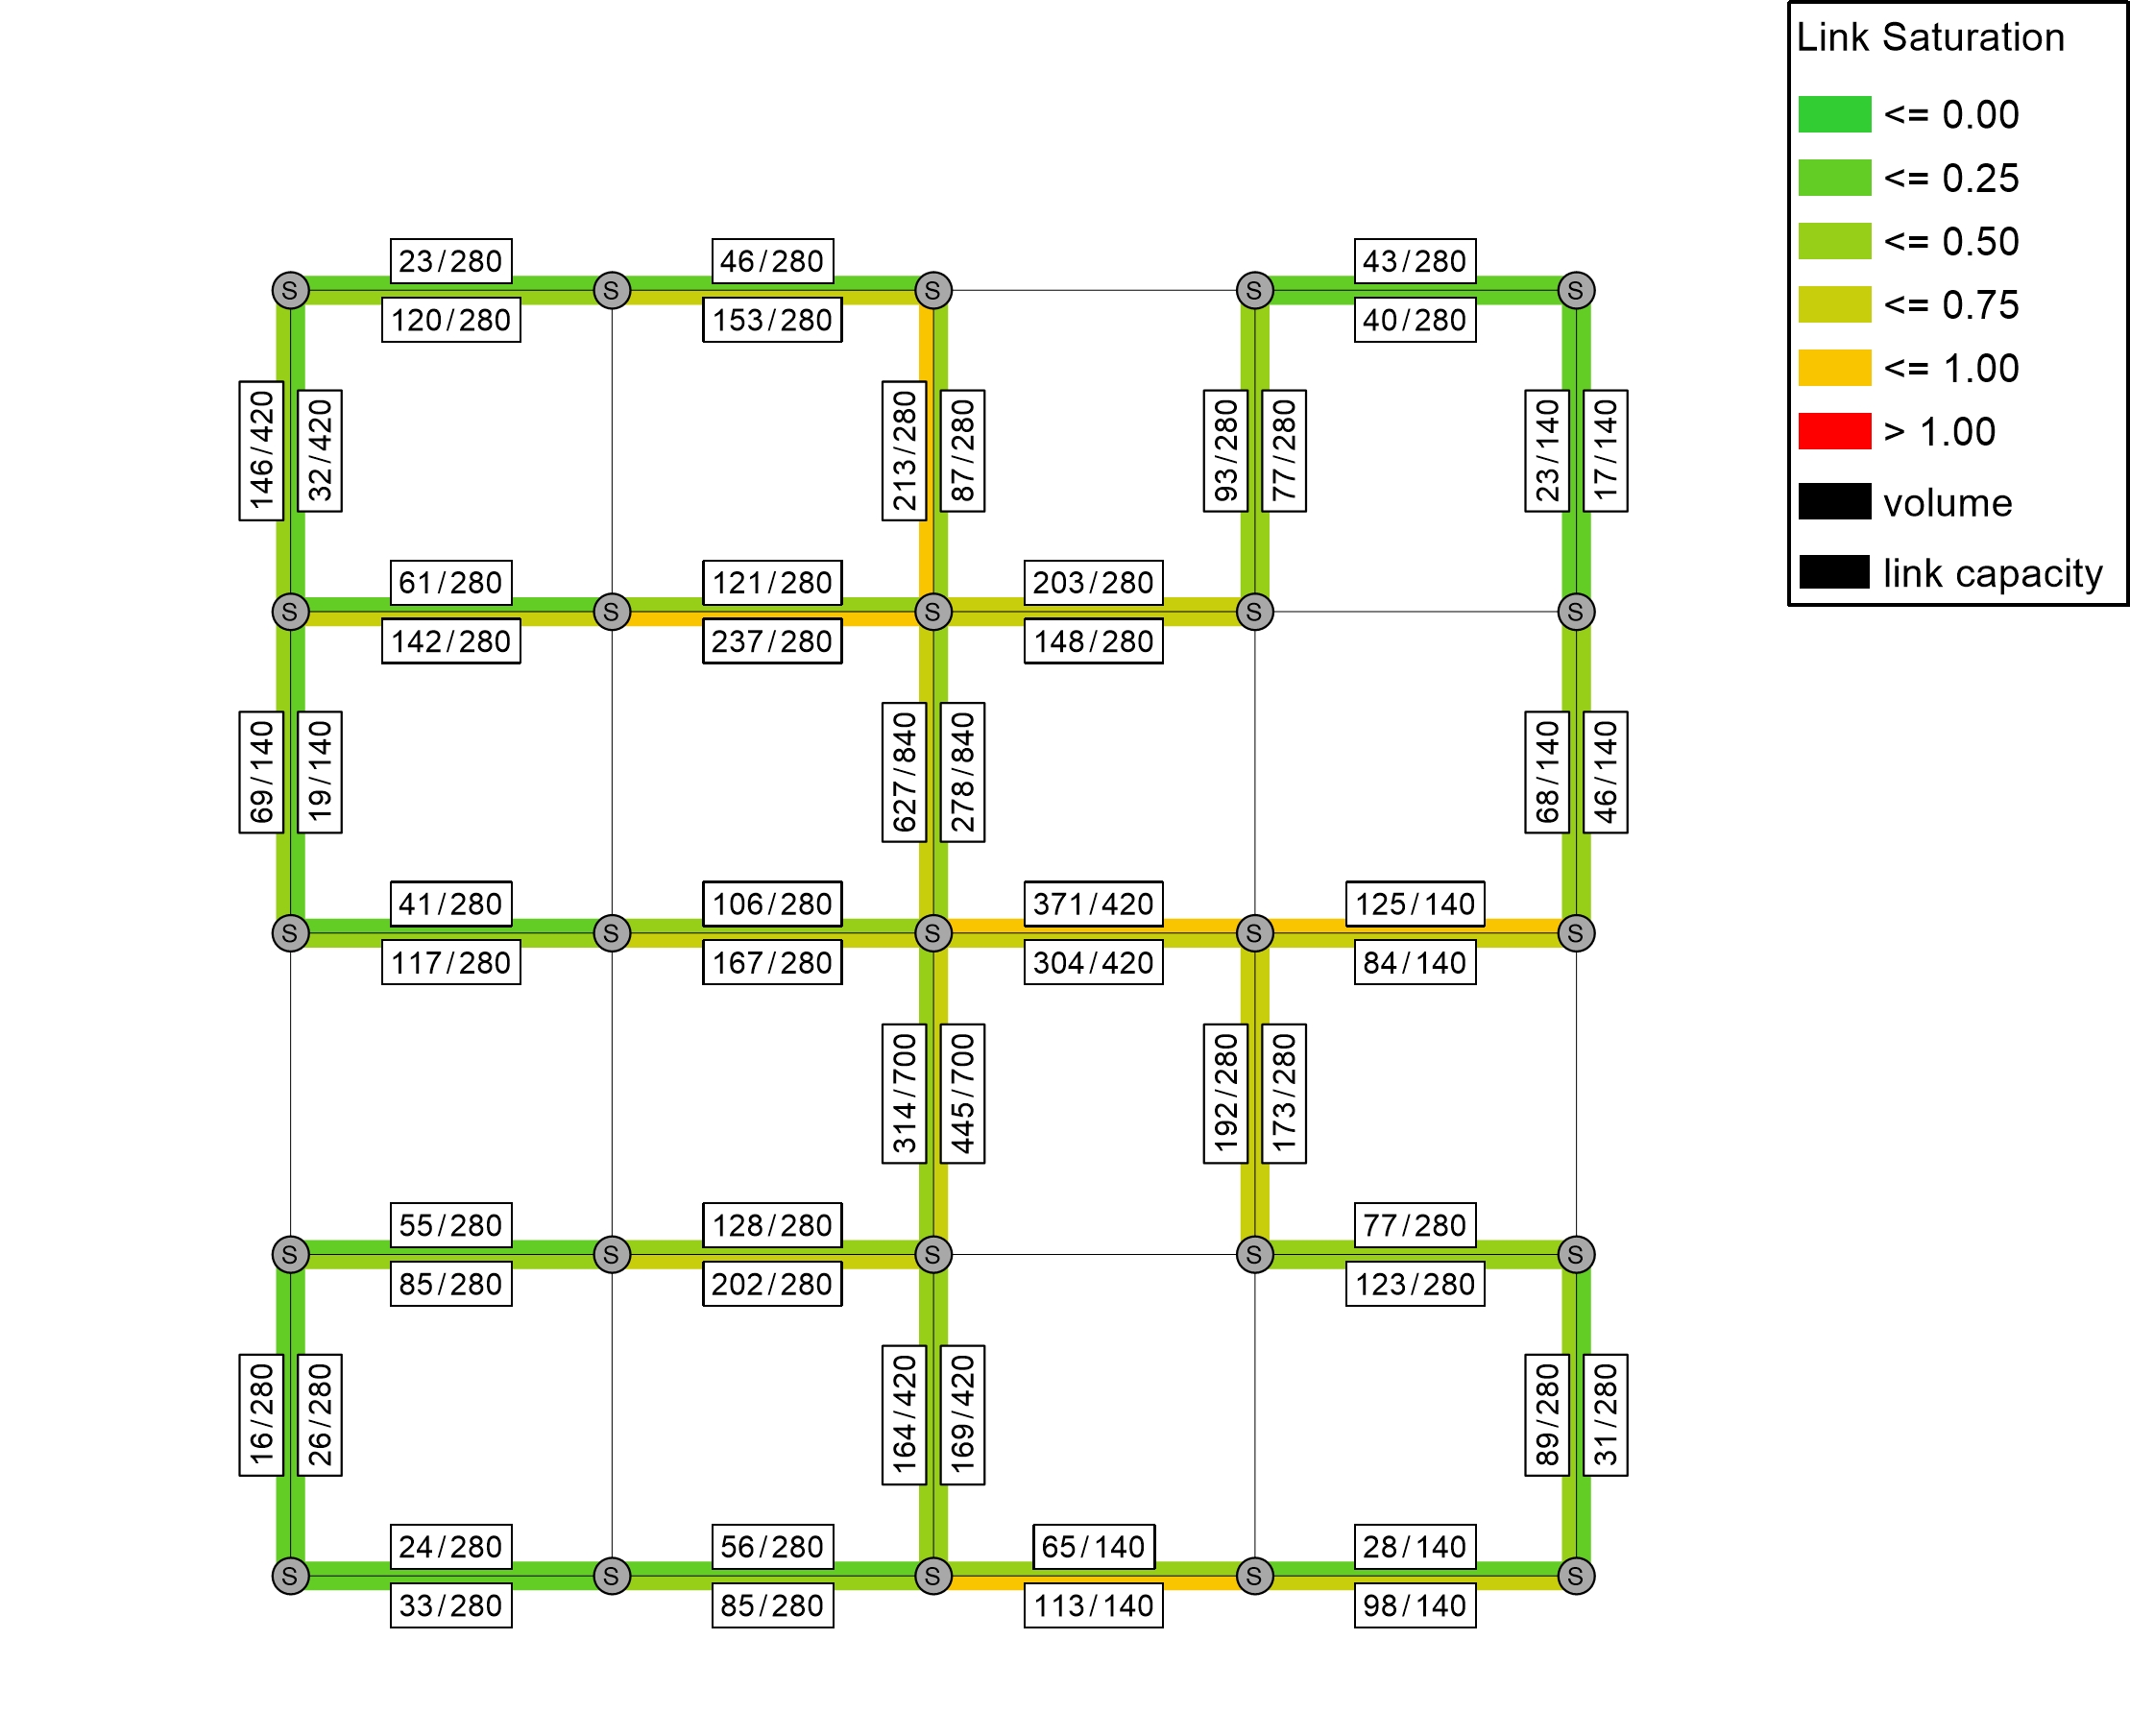 Link Saturation
<= 0.00
<= 0.25
<= 0.50
<= 0.75
<= 1.00
> 1.00
volume
link capacity
23/280
46/280
43/280
S
S
S
S
S
120/280
153/280
40/280
146/420
32/420
213/280
87/280
93/280
77/280
23/140
17/140
61/280
121/280
203/280
S
S
S
S
S
142/280
237/280
148/280
69/140
19/140
627/840
278/840
68/140
46/140
41/280
106/280
371/420
125/140
S
S
S
S
S
117/280
167/280
304/420
84/140
314/700
445/700
192/280
173/280
55/280
128/280
77/280
S
S
S
S
S
85/280
202/280
123/280
16/280
26/280
164/420
169/420
89/280
31/280
24/280
56/280
65/140
28/140
S
S
S
S
S
33/280
85/280
113/140
98/140